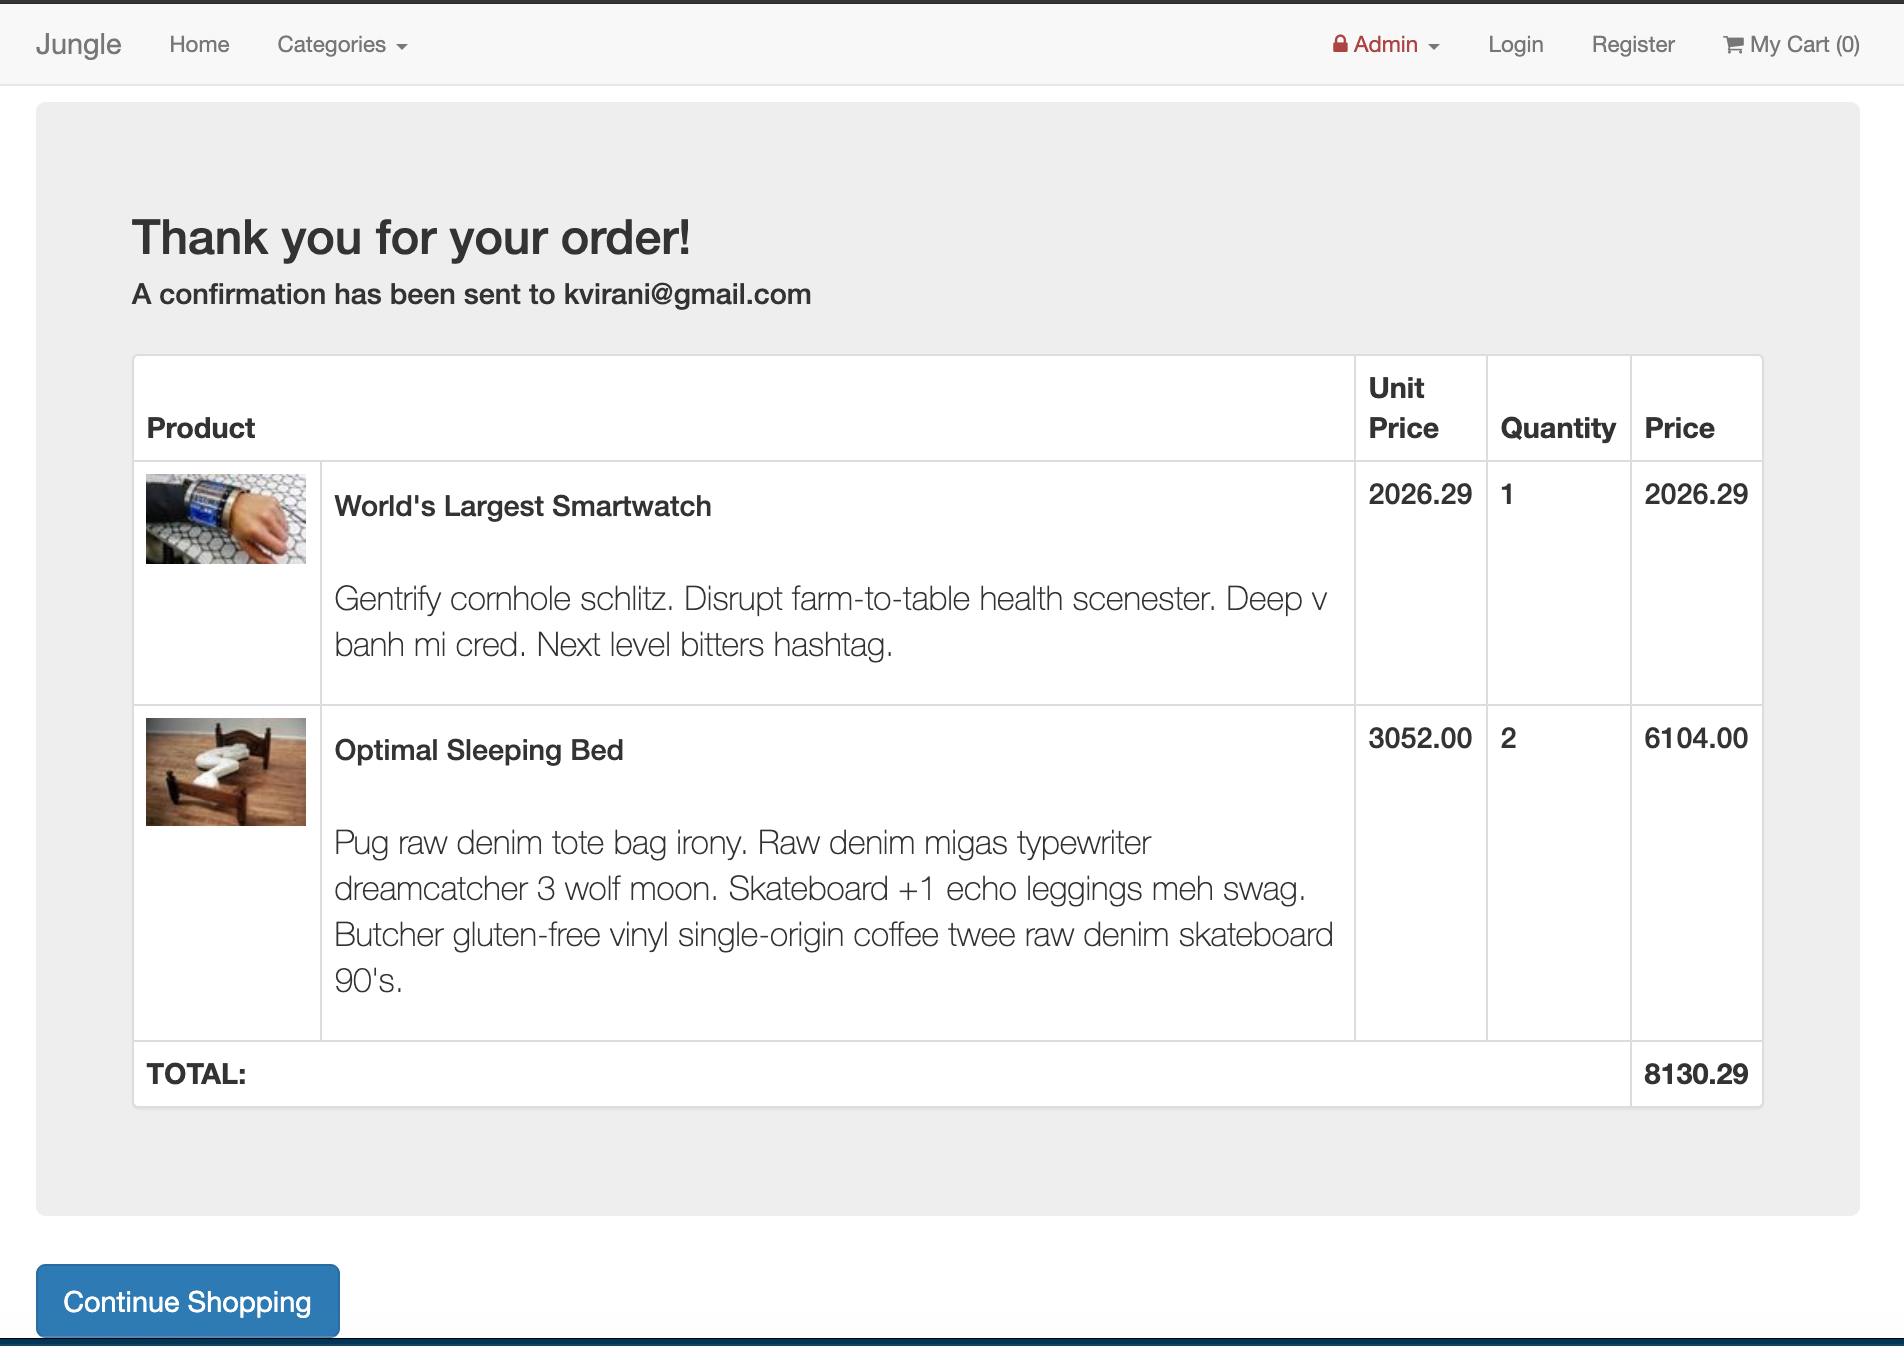 Jungle Home Categories Admin Login Register My Cart (0)
Thank you for your order!
A confirmation has been sent to kvirani@gmail.com
Product Unit Price Quantity Price
World's Largest Smartwatch 2026.29 1 2026.29
Gentrify cornhole schlitz. Disrupt farm-to-table health scenester. Deep v
banh mi cred. Next level bitters hashtag.
Optimal Sleeping Bed 3052.00 2 6104.00
Pug raw denim tote bag irony. Raw denim migas typewriter
dreamcatcher 3 wolf moon. Skateboard +1 echo leggings meh swag.
Butcher gluten-free vinyl single-origin coffee twee raw denim skateboard
90's.
TOTAL: 8130.29
Continue Shopping